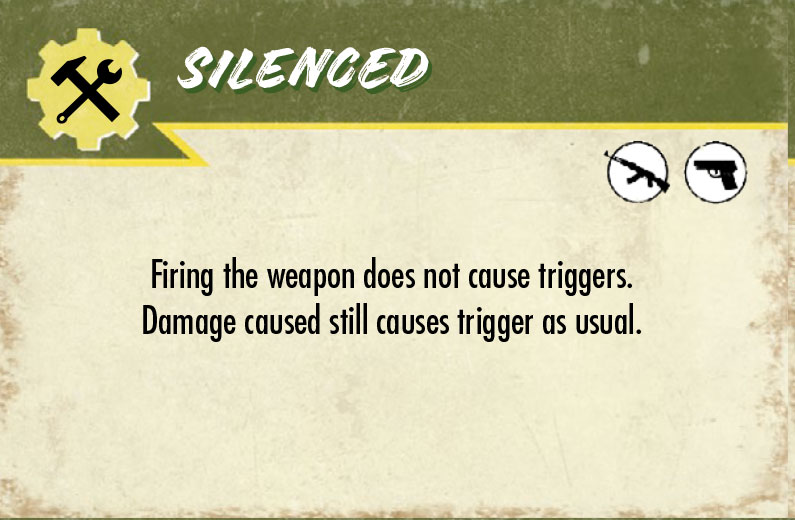 SILENCED
Firing the weapon does not cause triggers.
Damage caused still causes trigger as usual.